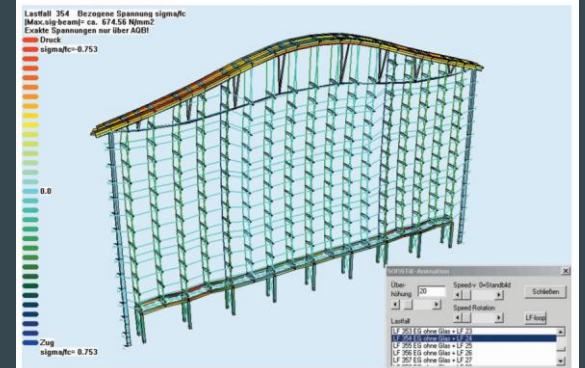 Lastfall 354 Bezogene Spannung sigma/fc
|Max.sig-beam|= ca. 674.56 N/mm2
Exakte Spannungen nur über AQB!
Druck
sigma/fc=-0.753
0.0
Zug
sigma/fc= 0.753
SOFiSTiK-Animation
Über-
höhung
20
Speed-v 0=Standbild
Schließen
Speed Rotation
Lastfall
LF-loop
LF 353 EG ohne Glas + LF 23
LF 354 EG ohne Glas + LF 24
LF 355 EG ohne Glas + LF 25
LF 356 EG ohne Glas + LF 26
LF 357 EG ohne Glas + LF 27